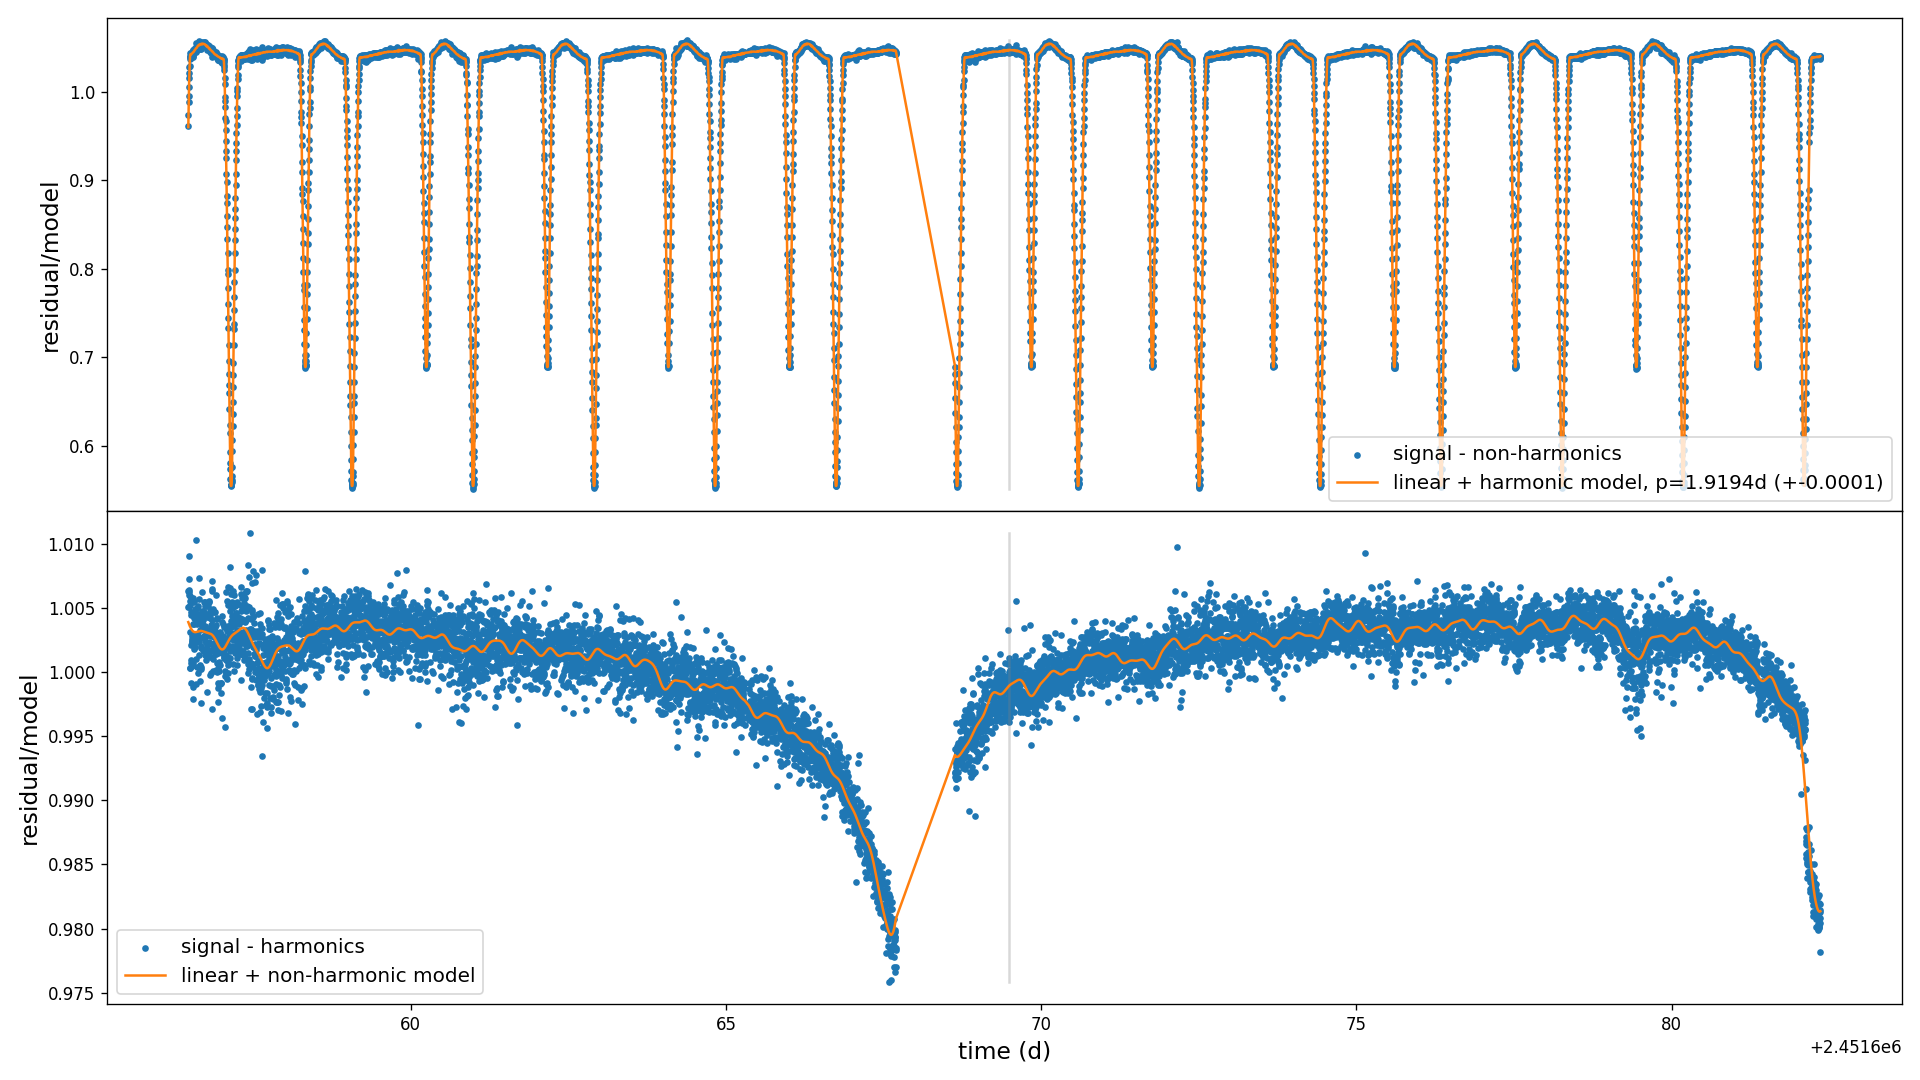 1.0
0.9
0.8
0.7
0.6
residual/model
signal - non-harmonics
linear + harmonic model, p=1.9194d (+-0.0001)
1.010
1.005
1.000
0.995
0.990
0.985
0.980
0.975
residual/model
signal - harmonics
linear + non-harmonic model
60
65
70
75
80
time (d)
+2.4516e6